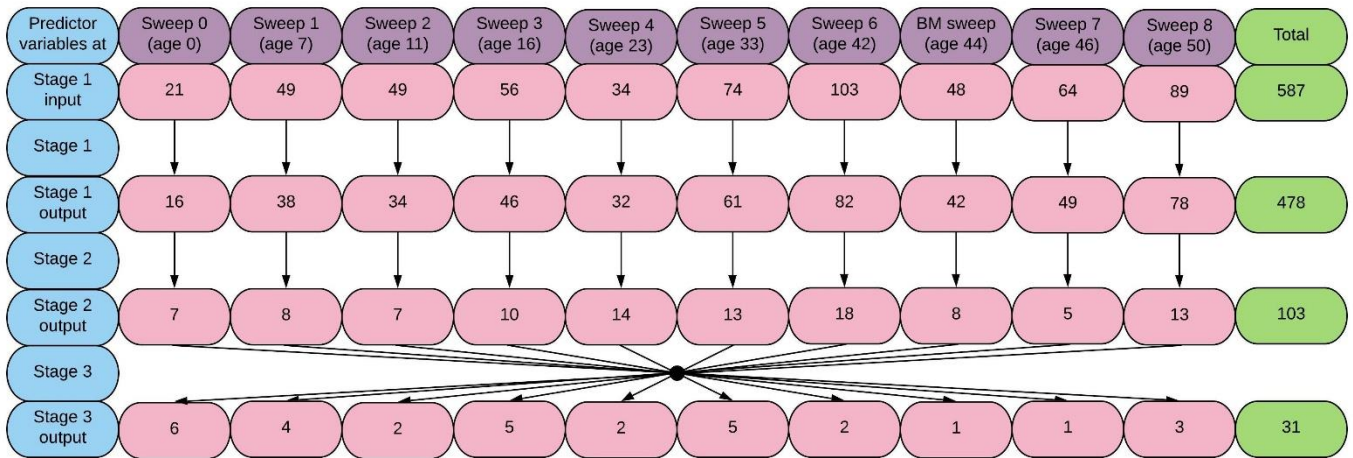 Predictor variables at Sweep 0 (age 0) Sweep 1 (age 7) Sweep 2 (age 11) Sweep 3 (age 16) Sweep 4 (age 23) Sweep 5 (age 33) Sweep 6 (age 42) BM sweep (age 44) Sweep 7 (age 46) Sweep 8 (age 50) Total
Stage 1 input 21 49 49 56 34 74 103 48 64 89 587
Stage 1
Stage 1 output 16 38 34 46 32 61 82 42 49 78 478
Stage 2
Stage 2 output 7 8 7 10 14 13 18 8 5 13 103
Stage 3
Stage 3 output 6 4 2 5 2 5 2 1 1 3 31